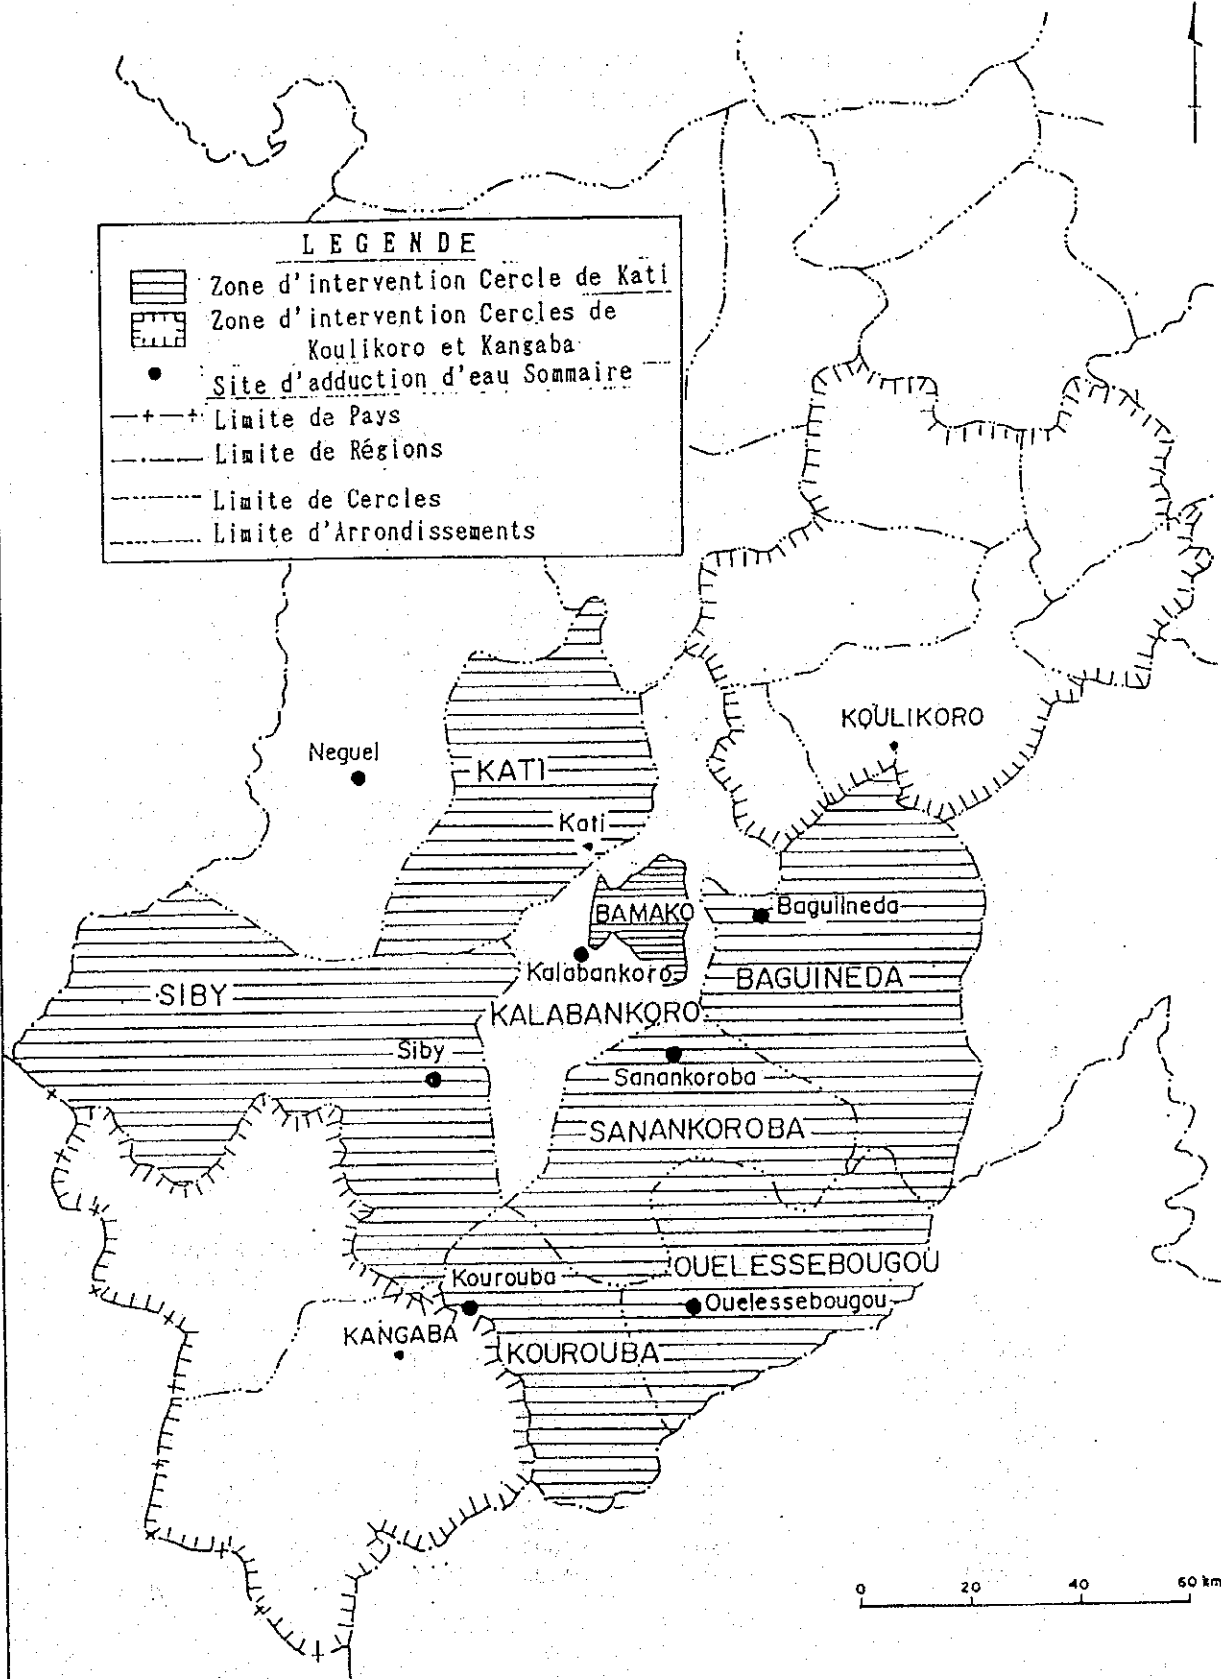 LEGENDE
Zone d'intervention Cercle de Kati
Zone d'intervention Cercles de
Koulikoro et Kangaba
Site d'adduction d'eau Sommaire
Limite de Pays
Limite de Régions
Limite de Cercles
Limite d'Arrondissements
KOULIKORO
Neguel
KATI
Kati
BAMAKO
Baguiineda
Kalabankoro
BAGUINEDA
SIBY
KALABANKORO
Siby
Sanankoroba
SANANKOROBA
OUELESSEBOUGOU
Kourouba
Ouelessebougou
KANGABA
KOUROUBA
0 20 40 60 km